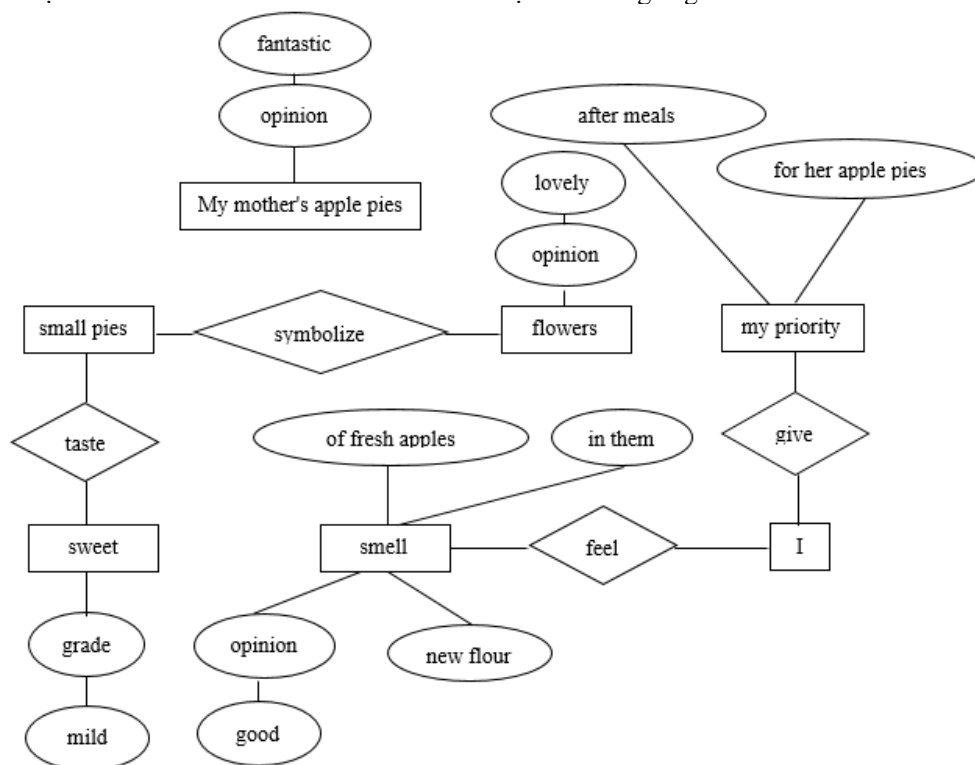 fantastic
opinion
My mother's apple pies
after meals
for her apple pies
lovely
opinion
small pies
symbolize
flowers
my priority
taste
of fresh apples
in them
give
sweet
smell
feel
I
grade
opinion
new flour
mild
good